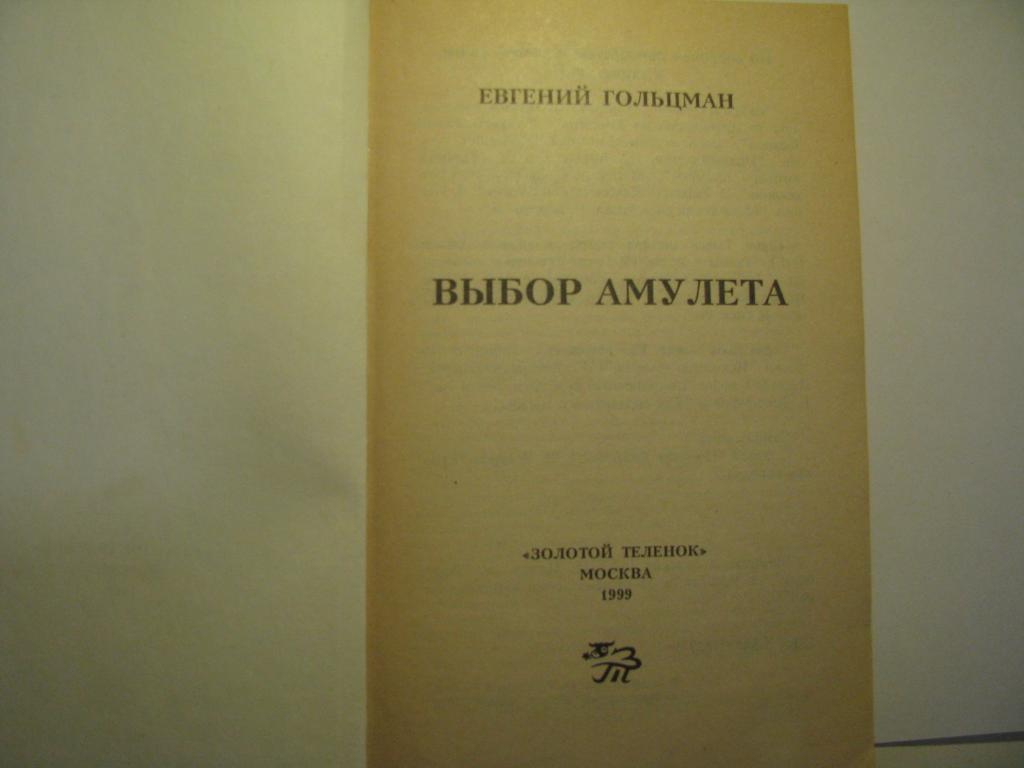 ЕВГЕНИЙ ГОЛЬЦМАН
ВЫБОР АМУЛЕТА
«ЗОЛОТОЙ ТЕЛЕНОК»
МОСКВА
1999